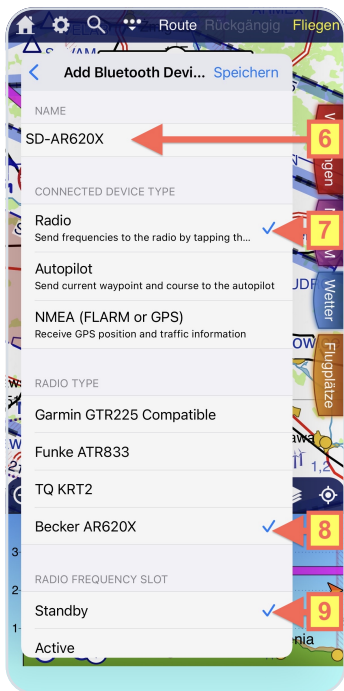 Route Rückgängig Fliegen
Add Bluetooth Devi... Speichern
NAME
SD-AR620X
6
CONNECTED DEVICE TYPE
Radio
Send frequencies to the radio by tapping th...
7
Autopilot
Send current waypoint and course to the autopilot
NMEA (FLARM or GPS)
Receive GPS position and traffic information
Wetter
Flugplätze
RADIO TYPE
Garmin GTR225 Compatible
Funke ATR833
TQ KRT2
Becker AR620X
8
RADIO FREQUENCY SLOT
Standby
9
Active
3
2
1